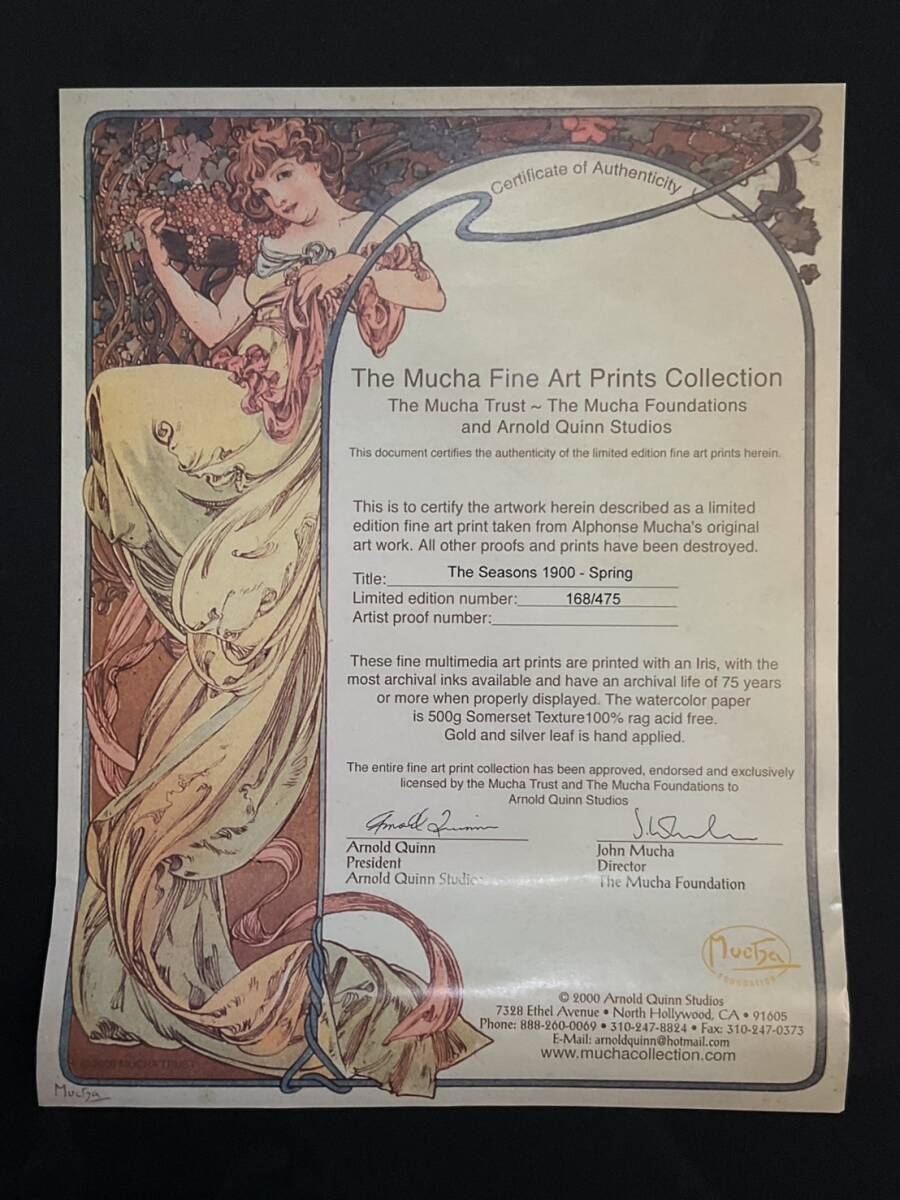 Certificate of Authenticity
The Mucha Fine Art Prints Collection
The Mucha Trust ~ The Mucha Foundations
and Arnold Quinn Studios
This document certifies the authenticity of the limited edition fine art prints herein.
This is to certify the artwork herein described as a limited
edition fine art print taken from Alphonse Mucha's original
art work. All other proofs and prints have been destroyed.
Title: The Seasons 1900 - Spring
Limited edition number: 168/475
Artist proof number:
These fine multimedia art prints are printed with an Iris, with the
most archival inks available and have an archival life of 75 years
or more when properly displayed. The watercolor paper
is 500g Somerset Texture100% rag acid free.
Gold and silver leaf is hand applied.
The entire fine art print collection has been approved, endorsed and exclusively
licensed by the Mucha Trust and The Mucha Foundations to
Arnold Quinn Studios
Arnold Quinn
Arnold Quinn
President
Arnold Quinn Studios
John Mucha
Director
The Mucha Foundation
Mucha
FOUNDATION
© 2000 Arnold Quinn Studios
7328 Ethel Avenue • North Hollywood, CA • 91605
Phone: 888-260-0069 • 310-247-8824 • Fax: 310-247-0373
E-Mail: arnoldquinn@hotmail.com
www.muchacollection.com
MUCHA TRUST
Mucha